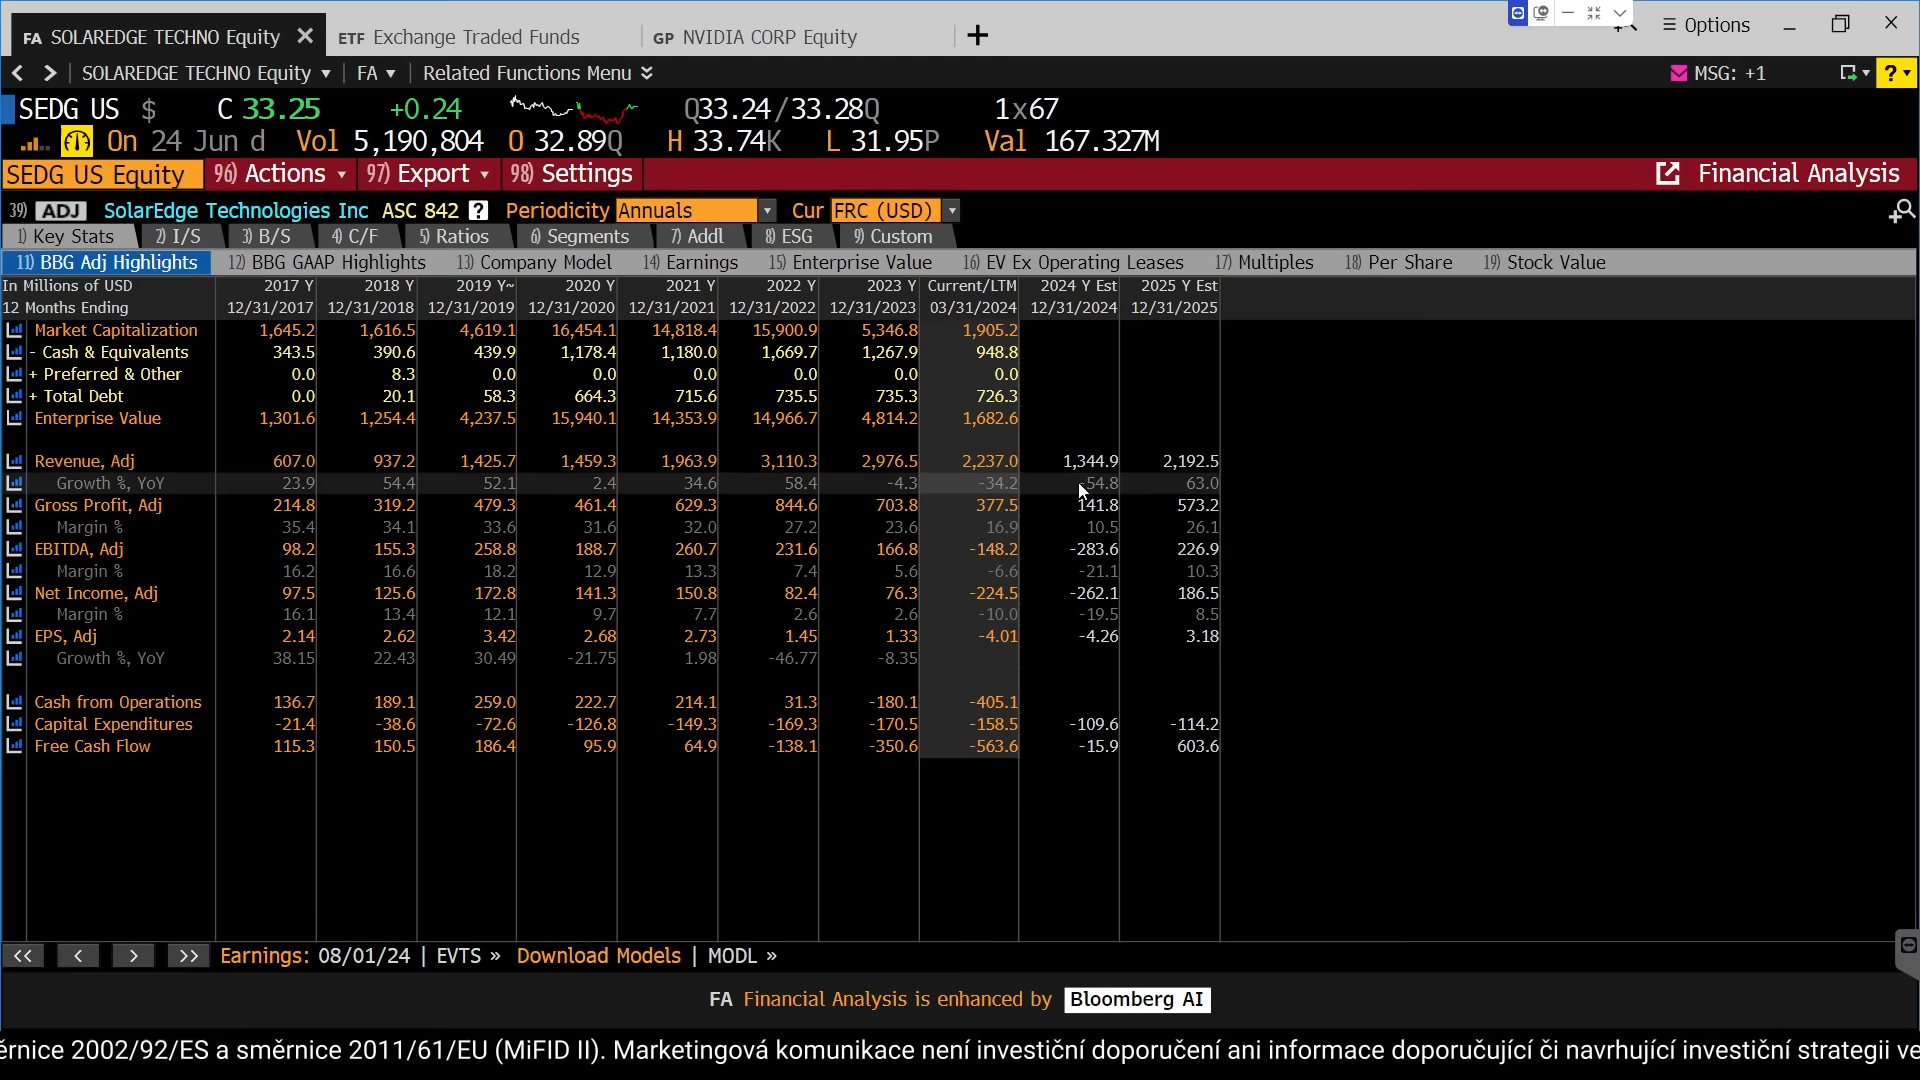 FA SOLAREDGE TECHNO Equity ETF Exchange Traded Funds GP NVIDIA CORP Equity Options
SOLAREDGE TECHNO Equity FA Related Functions Menu MSG: +1 ?
SEDG US $ C 33.25 +0.24 Q33.24/33.28Q 1x67
On 24 Jun d Vol 5,190,804 O 32.89Q H 33.74K L 31.95P Val 167.327M
SEDG US Equity 96) Actions 97) Export 98) Settings Financial Analysis
39) ADJ SolarEdge Technologies Inc ASC 842 ? Periodicity Annuals Cur FRC (USD)
1) Key Stats 2) I/S 3) B/S 4) C/F 5) Ratios 6) Segments 7) Addl 8) ESG 9) Custom
11) BBG Adj Highlights 12) BBG GAAP Highlights 13) Company Model 14) Earnings 15) Enterprise Value 16) EV Ex Operating Leases 17) Multiples 18) Per Share 19) Stock Value
In Millions of USD 2017 Y 2018 Y 2019 Y~ 2020 Y 2021 Y 2022 Y 2023 Y Current/LTM 2024 Y Est 2025 Y Est
12 Months Ending 12/31/2017 12/31/2018 12/31/2019 12/31/2020 12/31/2021 12/31/2022 12/31/2023 03/31/2024 12/31/2024 12/31/2025
Market Capitalization 1,645.2 1,616.5 4,619.1 16,454.1 14,818.4 15,900.9 5,346.8 1,905.2
- Cash & Equivalents 343.5 390.6 439.9 1,178.4 1,180.0 1,669.7 1,267.9 948.8
+ Preferred & Other 0.0 8.3 0.0 0.0 0.0 0.0 0.0 0.0
+ Total Debt 0.0 20.1 58.3 664.3 715.6 735.5 735.3 726.3
Enterprise Value 1,301.6 1,254.4 4,237.5 15,940.1 14,353.9 14,966.7 4,814.2 1,682.6
Revenue, Adj 607.0 937.2 1,425.7 1,459.3 1,963.9 3,110.3 2,976.5 2,237.0 1,344.9 2,192.5
Growth %, YoY 23.9 54.4 52.1 2.4 34.6 58.4 -4.3 -34.2 -54.8 63.0
Gross Profit, Adj 214.8 319.2 479.3 461.4 629.3 844.6 703.8 377.5 141.8 573.2
Margin % 35.4 34.1 33.6 31.6 32.0 27.2 23.6 16.9 10.5 26.1
EBITDA, Adj 98.2 155.3 258.8 188.7 260.7 231.6 166.8 -148.2 -283.6 226.9
Margin % 16.2 16.6 18.2 12.9 13.3 7.4 5.6 -6.6 -21.1 10.3
Net Income, Adj 97.5 125.6 172.8 141.3 150.8 82.4 76.3 -224.5 -262.1 186.5
Margin % 16.1 13.4 12.1 9.7 7.7 2.6 2.6 -10.0 -19.5 8.5
EPS, Adj 2.14 2.62 3.42 2.68 2.73 1.45 1.33 -4.01 -4.26 3.18
Growth %, YoY 38.15 22.43 30.49 -21.75 1.98 -46.77 -8.35
Cash from Operations 136.7 189.1 259.0 222.7 214.1 31.3 -180.1 -405.1
Capital Expenditures -21.4 -38.6 -72.6 -126.8 -149.3 -169.3 -170.5 -158.5 -109.6 -114.2
Free Cash Flow 115.3 150.5 186.4 95.9 64.9 -138.1 -350.6 -563.6 -15.9 603.6
Earnings: 08/01/24 | EVTS » Download Models | MODL »
FA Financial Analysis is enhanced by Bloomberg AI
ěrnice 2002/92/ES a směrnice 2011/61/EU (MiFID II). Marketingová komunikace není investiční doporučení ani informace doporučující či navrhující investiční strategii ve